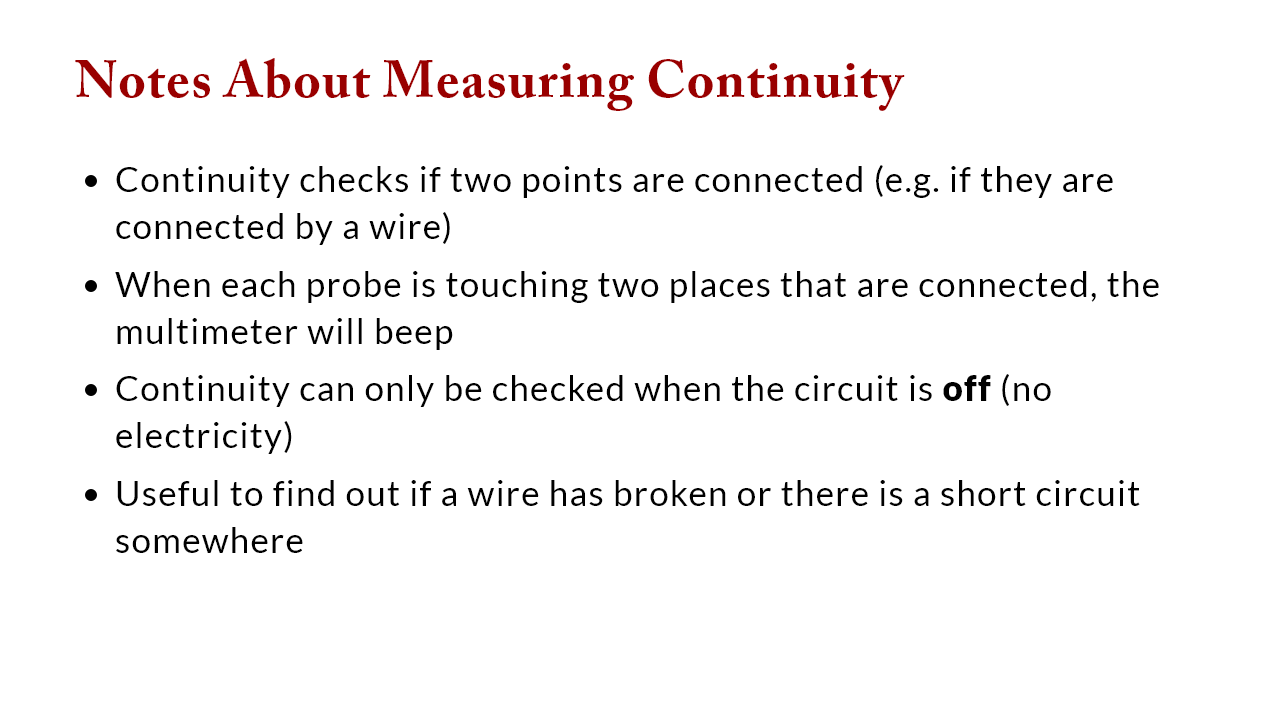 Notes About Measuring Continuity
• Continuity checks if two points are connected (e.g. if they are
connected by a wire)
• When each probe is touching two places that are connected, the
multimeter will beep
• Continuity can only be checked when the circuit is off (no
electricity)
• Useful to find out if a wire has broken or there is a short circuit
somewhere